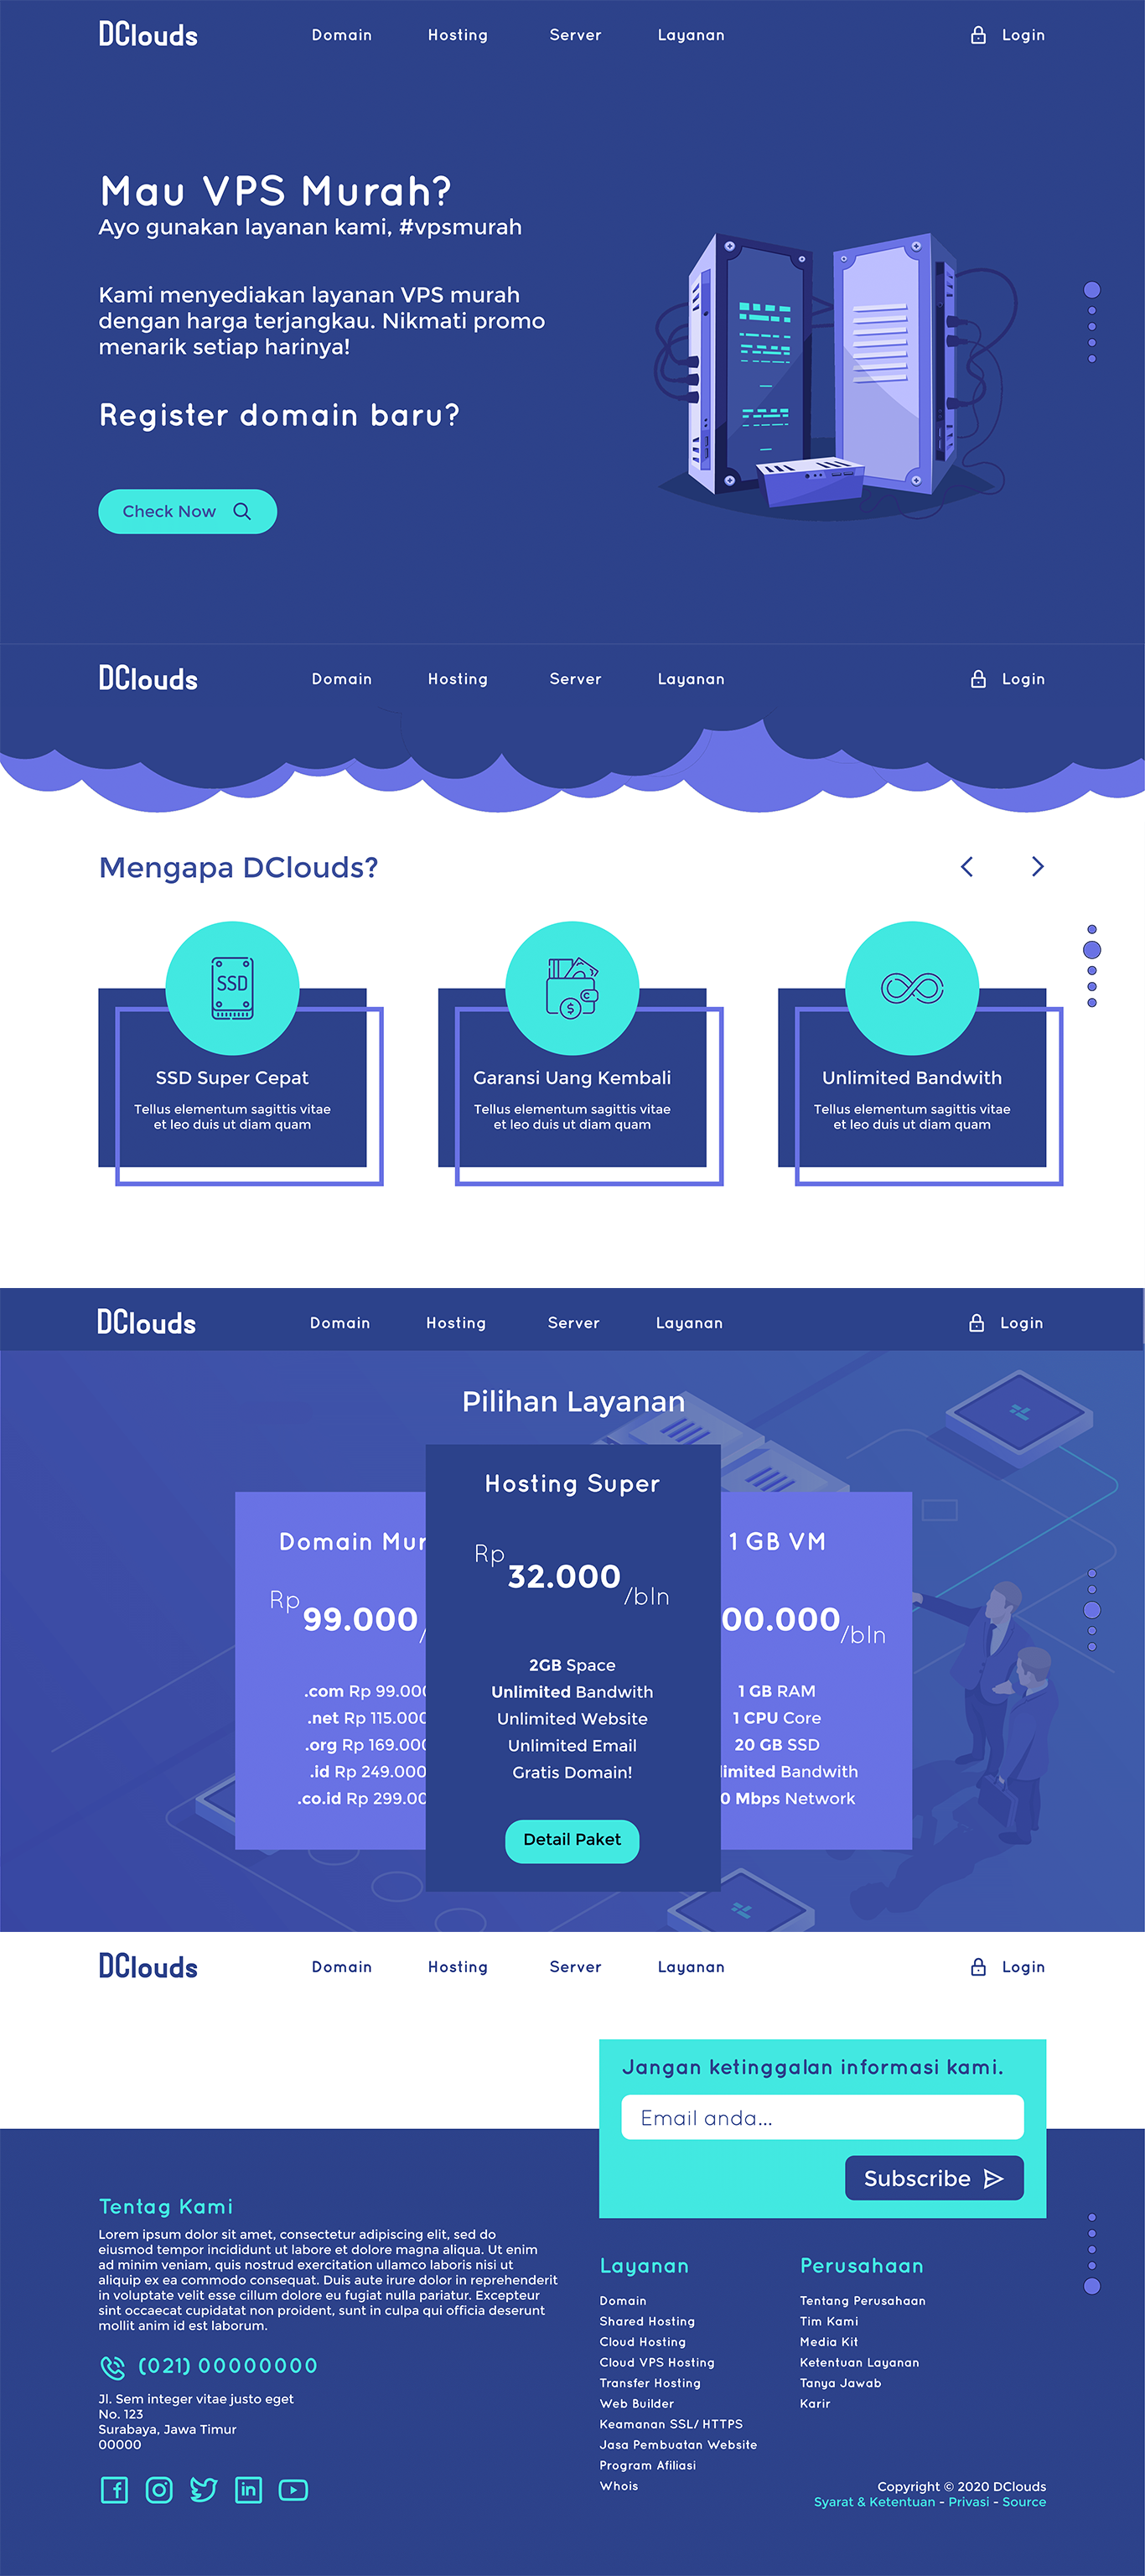 DClouds
Domain
Hosting
Server
Layanan
Login
Mau VPS Murah?
Ayo gunakan layanan kami, #vpsmurah
Kami menyediakan layanan VPS murah
dengan harga terjangkau. Nikmati promo
menarik setiap harinya!
Register domain baru?
Check Now
DClouds
Domain
Hosting
Server
Layanan
Login
Mengapa DClouds?
SSD
SSD Super Cepat
Tellus elementum sagittis vitae
et leo duis ut diam quam
Garansi Uang Kembali
Tellus elementum sagittis vitae
et leo duis ut diam quam
Unlimited Bandwith
Tellus elementum sagittis vitae
et leo duis ut diam quam
DClouds
Domain
Hosting
Server
Layanan
Login
Pilihan Layanan
Domain Mur
Rp 99.000/
.com Rp 99.000
.net Rp 115.000
.org Rp 169.000
.id Rp 249.000
.co.id Rp 299.00
Hosting Super
Rp 32.000 /bln
2GB Space
Unlimited Bandwith
Unlimited Website
Unlimited Email
Gratis Domain!
Detail Paket
1 GB VM
00.000/bln
1 GB RAM
1 CPU Core
20 GB SSD
limited Bandwith
0 Mbps Network
DClouds
Domain
Hosting
Server
Layanan
Login
Jangan ketinggalan informasi kami.
Email anda...
Subscribe
Tentag Kami
Lorem ipsum dolor sit amet, consectetur adipiscing elit, sed do
eiusmod tempor incididunt ut labore et dolore magna aliqua. Ut enim
ad minim veniam, quis nostrud exercitation ullamco laboris nisi ut
aliquip ex ea commodo consequat. Duis aute irure dolor in reprehenderit
in voluptate velit esse cillum dolore eu fugiat nulla pariatur. Excepteur
sint occaecat cupidatat non proident, sunt in culpa qui officia deserunt
mollit anim id est laborum.
(021) 00000000
Jl. Sem integer vitae justo eget
No. 123
Surabaya, Jawa Timur
00000
Layanan
Domain
Shared Hosting
Cloud Hosting
Cloud VPS Hosting
Transfer Hosting
Web Builder
Keamanan SSL/ HTTPS
Jasa Pembuatan Website
Program Afiliasi
Whois
Perusahaan
Tentang Perusahaan
Tim Kami
Media Kit
Ketentuan Layanan
Tanya Jawab
Karir
Copyright © 2020 DClouds
Syarat & Ketentuan - Privasi - Source